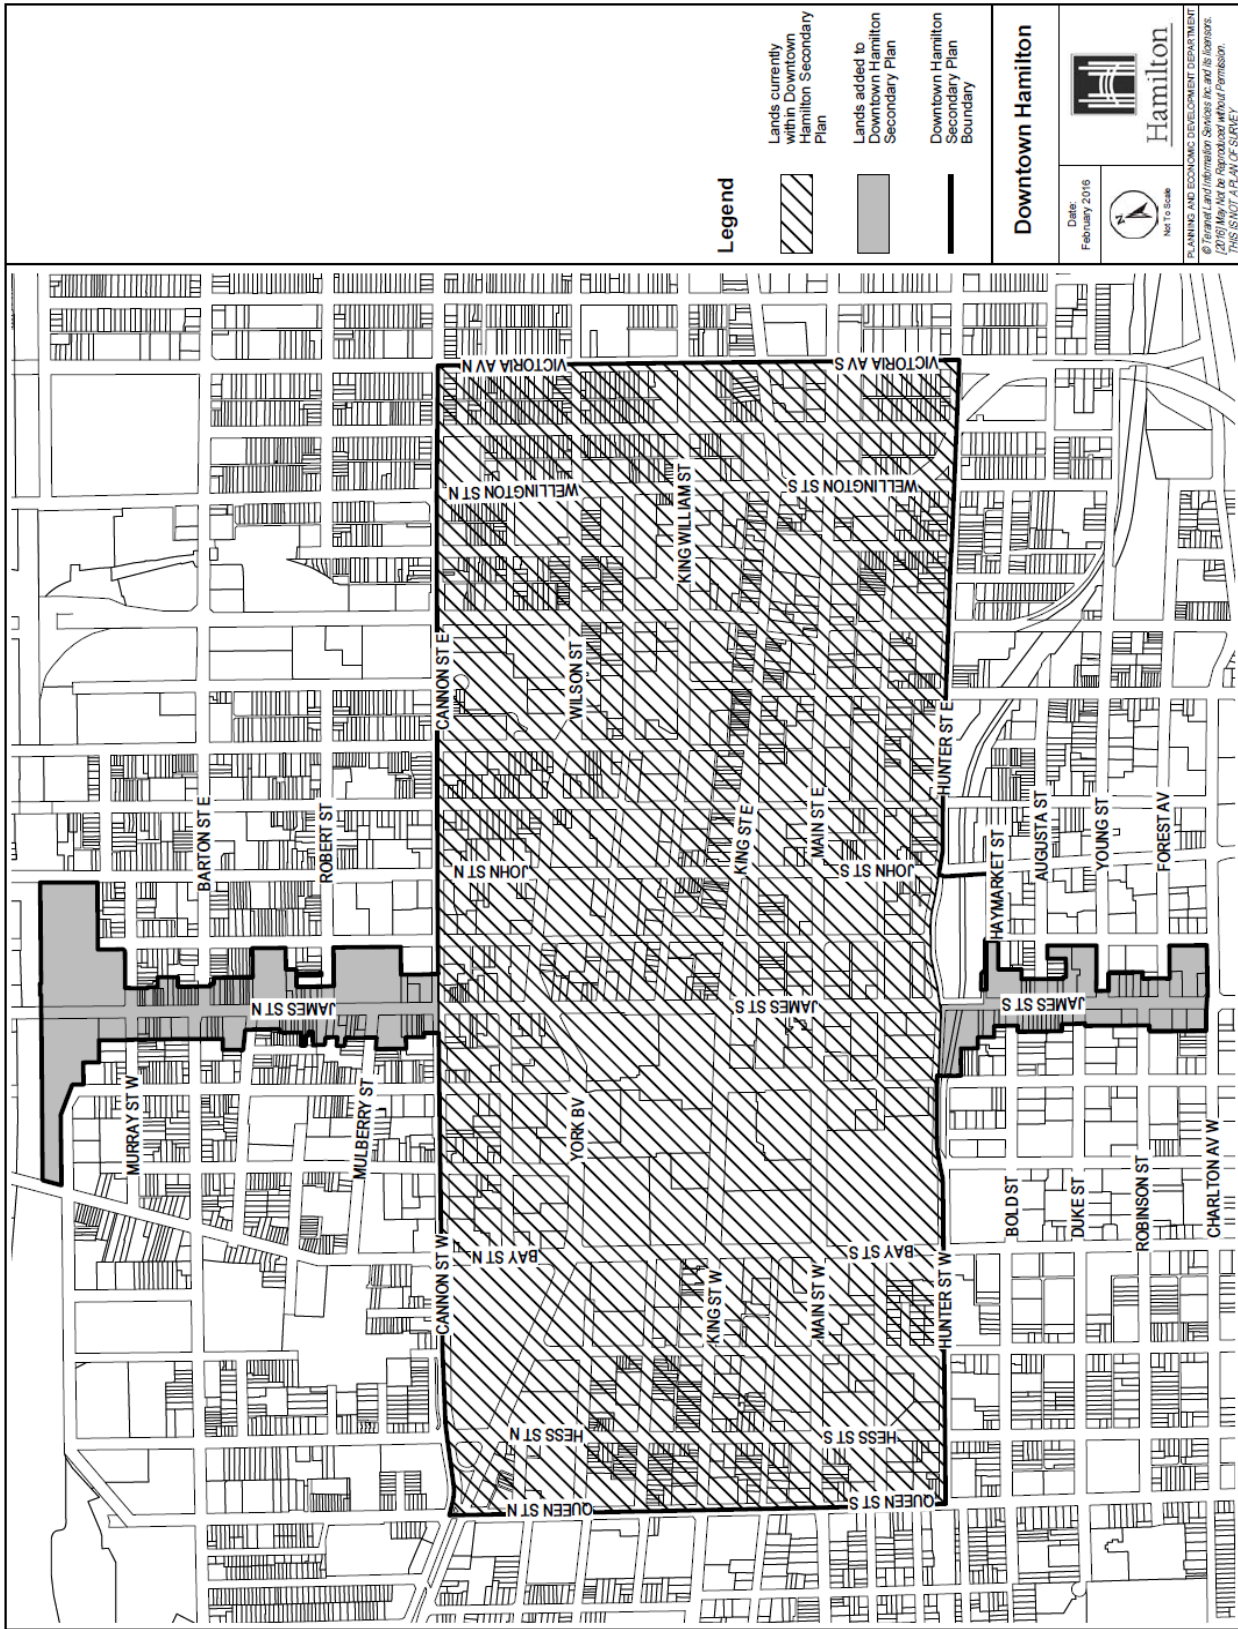 MURRAY ST W
BARTON ST E
ROBERT ST
MULBERRY ST
JAMES ST N
CANNON ST W
CANNON ST E
QUEEN ST N
HESS ST N
BAY ST N
YORK BV
JOHN ST N
WILSON ST
WELLINGTON ST N
VICTORIA AV N
KING ST W
KING ST E
KING WILLIAM ST
JAMES ST S
MAIN ST W
MAIN ST E
QUEEN ST S
HESS ST S
BAY ST S
JOHN ST S
WELLINGTON ST S
VICTORIA AV S
HUNTER ST W
HUNTER ST E
BOLD ST
HAYMARKET ST
DUKE ST
JAMES ST S
AUGUSTA ST
YOUNG ST
ROBINSON ST
FOREST AV
CHARLTON AV W
Legend
Lands currently
within Downtown
Hamilton Secondary
Plan
Lands added to
Downtown Hamilton
Secondary Plan
Downtown Hamilton
Secondary Plan
Boundary
Downtown Hamilton
Date:
February 2016
N
Not To Scale
Hamilton
PLANNING AND ECONOMIC DEVELOPMENT DEPARTMENT
© Teranet Land Information Services Inc. and its licensors.
[2016] May Not be Reproduced without Permission.
THIS IS NOT A PLAN OF SURVEY